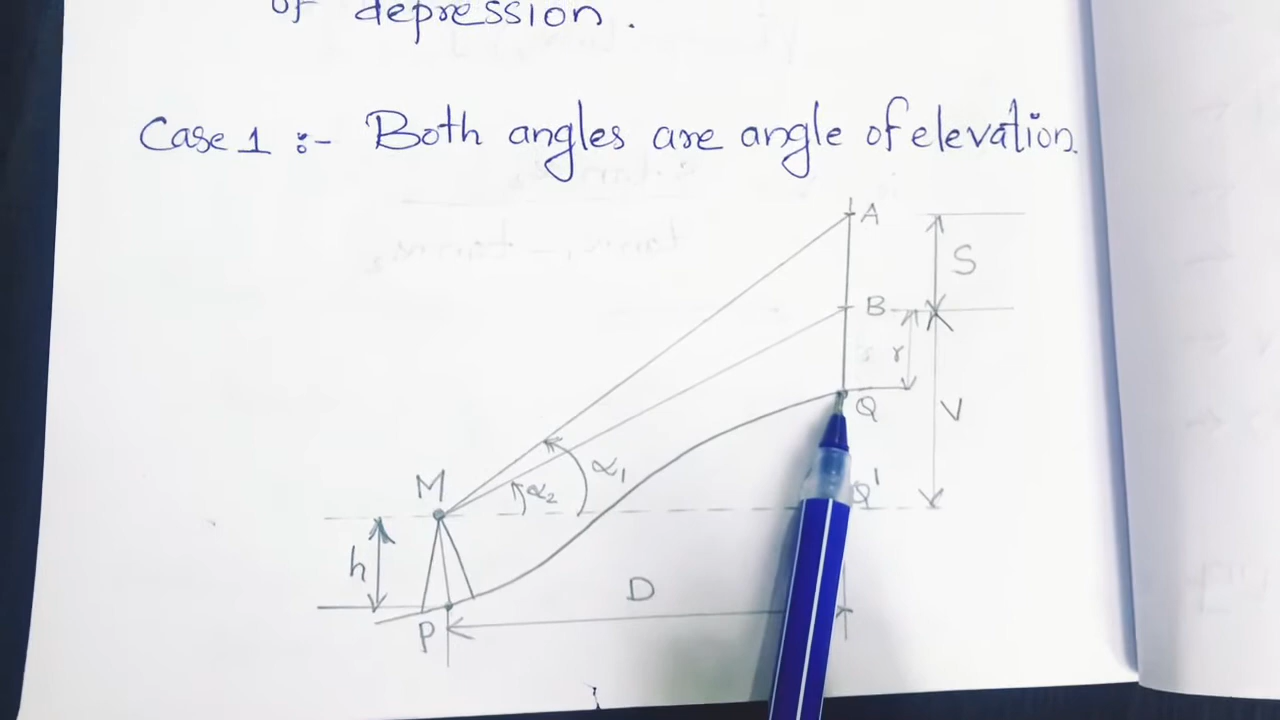 of depression.
Case 1 :- Both angles are angle of elevation.
A
S
B
r
Q
V
M
α1
α2
Q'
h
D
P